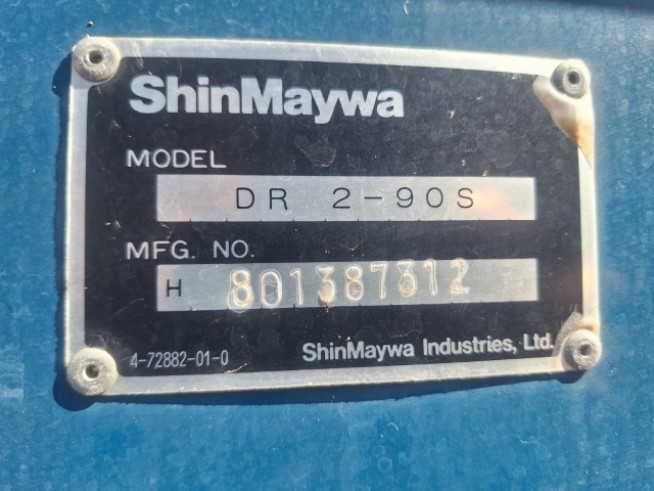 ShinMaywa
MODEL
DR 2-90S
MFG. NO.
H 801387312
4-72882-01-0
ShinMaywa Industries, Ltd.